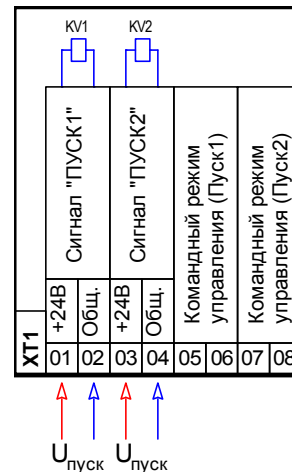 KV1 KV2
Сигнал "ПУСК1"
Сигнал "ПУСК2"
Командный режим
управления (Пуск1)
Командный режим
управления (Пуск2)
+24В
Общ.
+24В
Общ.
XT1
01 02 03 04 05 06 07 08
Uпуск Uпуск